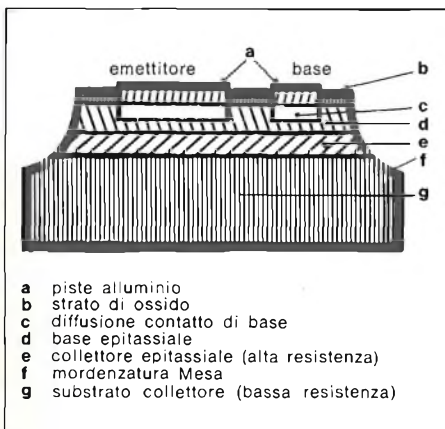 a
emettitore base b
c
d
e
f
g
a piste alluminio
b strato di ossido
c diffusione contatto di base
d base epitassiale
e collettore epitassiale (alta resistenza)
f mordenzatura Mesa
g substrato collettore (bassa resistenza)